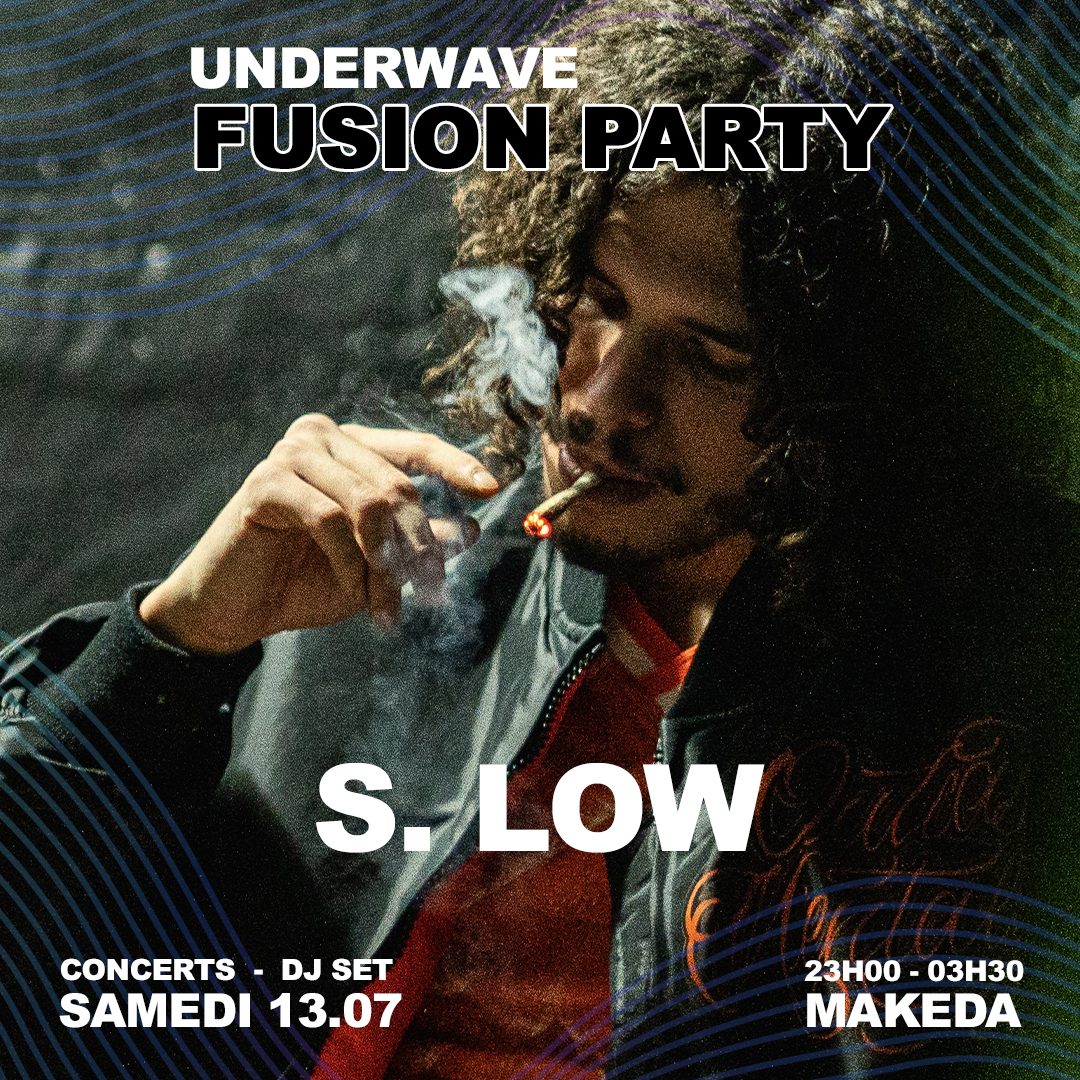 UNDERWAVE
FUSION PARTY
S. LOW
CONCERTS - DJ SET
SAMEDI 13.07
23H00 - 03H30
MAKEDA